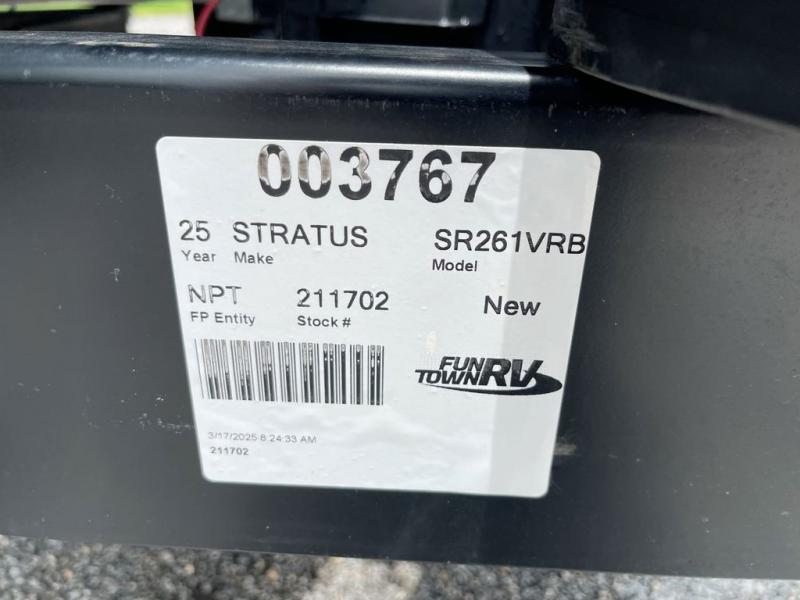 003767
25 STRATUS SR261VRB
Year Make Model
NPT 211702 New
FP Entity Stock #
FUN TOWN RV
3/17/2025 8:24:33 AM
211702